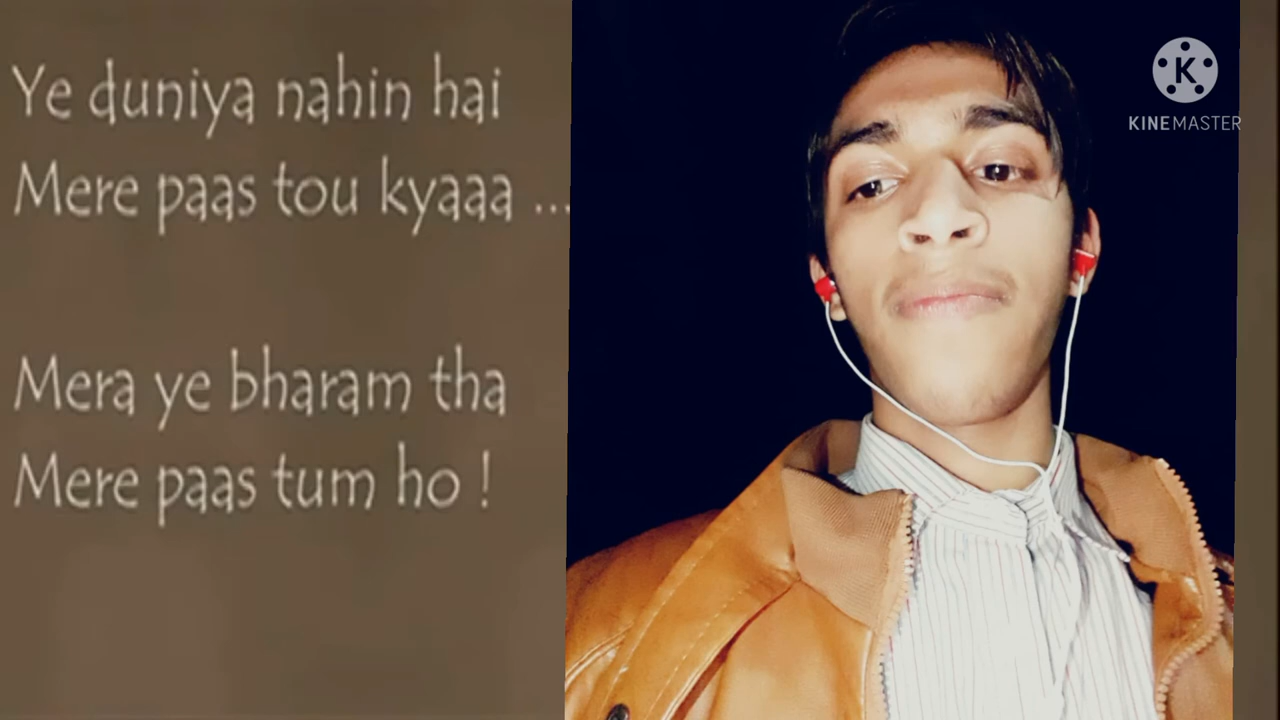 Ye duniya nahin hai
Mere paas tou kyaaa ...
Mera ye bharam tha
Mere paas tum ho !
K
KINEMASTER